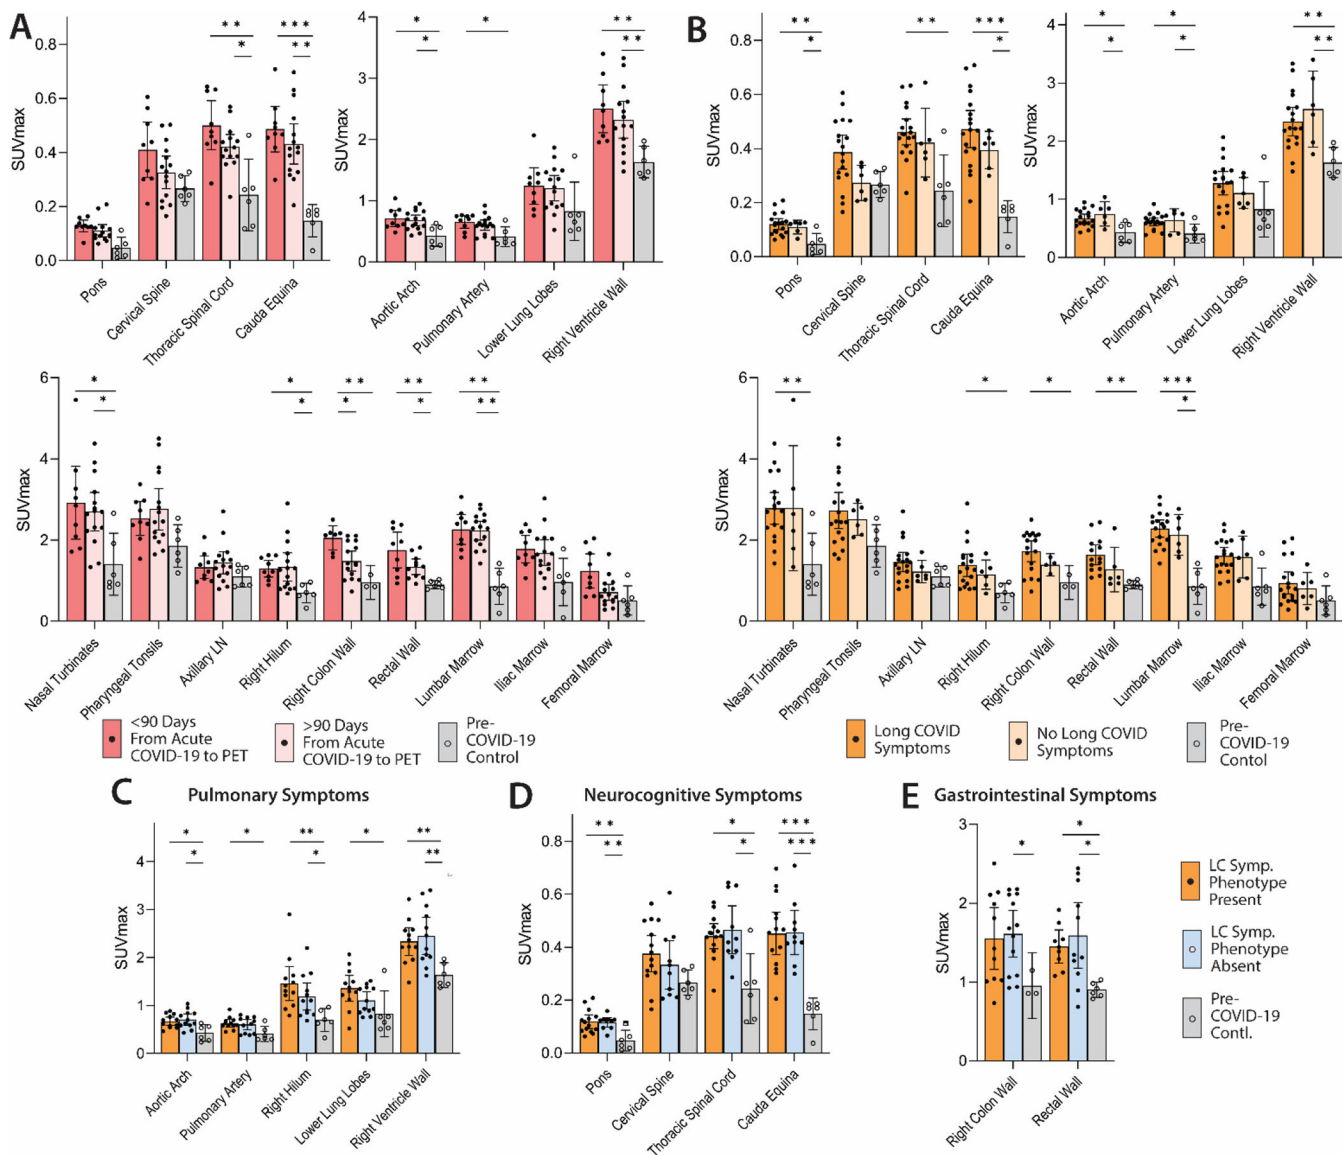 A
SUVmax
0.8
0.6
0.4
0.2
0.0
** * *** **
Pons
Cervical Spine
Thoracic Spinal Cord
Cauda Equina
SUVmax
4
3
2
1
0
* * * ** **
Aortic Arch
Pulmonary Artery
Lower Lung Lobes
Right Ventricle Wall
B
SUVmax
0.8
0.6
0.4
0.2
0.0
** * ** *** *
Pons
Cervical Spine
Thoracic Spinal Cord
Cauda Equina
SUVmax
4
3
2
1
0
* * * * ** **
Aortic Arch
Pulmonary Artery
Lower Lung Lobes
Right Ventricle Wall
SUVmax
6
4
2
0
* * * * ** * ** * ** **
Nasal Turbinates
Pharyngeal Tonsils
Axillary LN
Right Hilum
Right Colon Wall
Rectal Wall
Lumbar Marrow
Iliac Marrow
Femoral Marrow
<90 Days
From Acute
COVID-19 to PET
>90 Days
From Acute
COVID-19 to PET
Pre-
COVID-19
Control
SUVmax
6
4
2
0
** * * ** *** *
Nasal Turbinates
Pharyngeal Tonsils
Axillary LN
Right Hilum
Right Colon Wall
Rectal Wall
Lumbar Marrow
Iliac Marrow
Femoral Marrow
Long COVID
Symptoms
No Long COVID
Symptoms
Pre-
COVID-19
Contol
C Pulmonary Symptoms
SUVmax
4
3
2
1
0
* * * ** * * ** **
Aortic Arch
Pulmonary Artery
Right Hilum
Lower Lung Lobes
Right Ventricle Wall
D Neurocognitive Symptoms
SUVmax
0.8
0.6
0.4
0.2
0.0
** ** * * *** ***
Pons
Cervical Spine
Thoracic Spinal Cord
Cauda Equina
E Gastrointestinal Symptoms
SUVmax
3
2
1
0
* * *
Right Colon Wall
Rectal Wall
LC Symp.
Phenotype
Present
LC Symp.
Phenotype
Absent
Pre-
COVID-19
Contl.